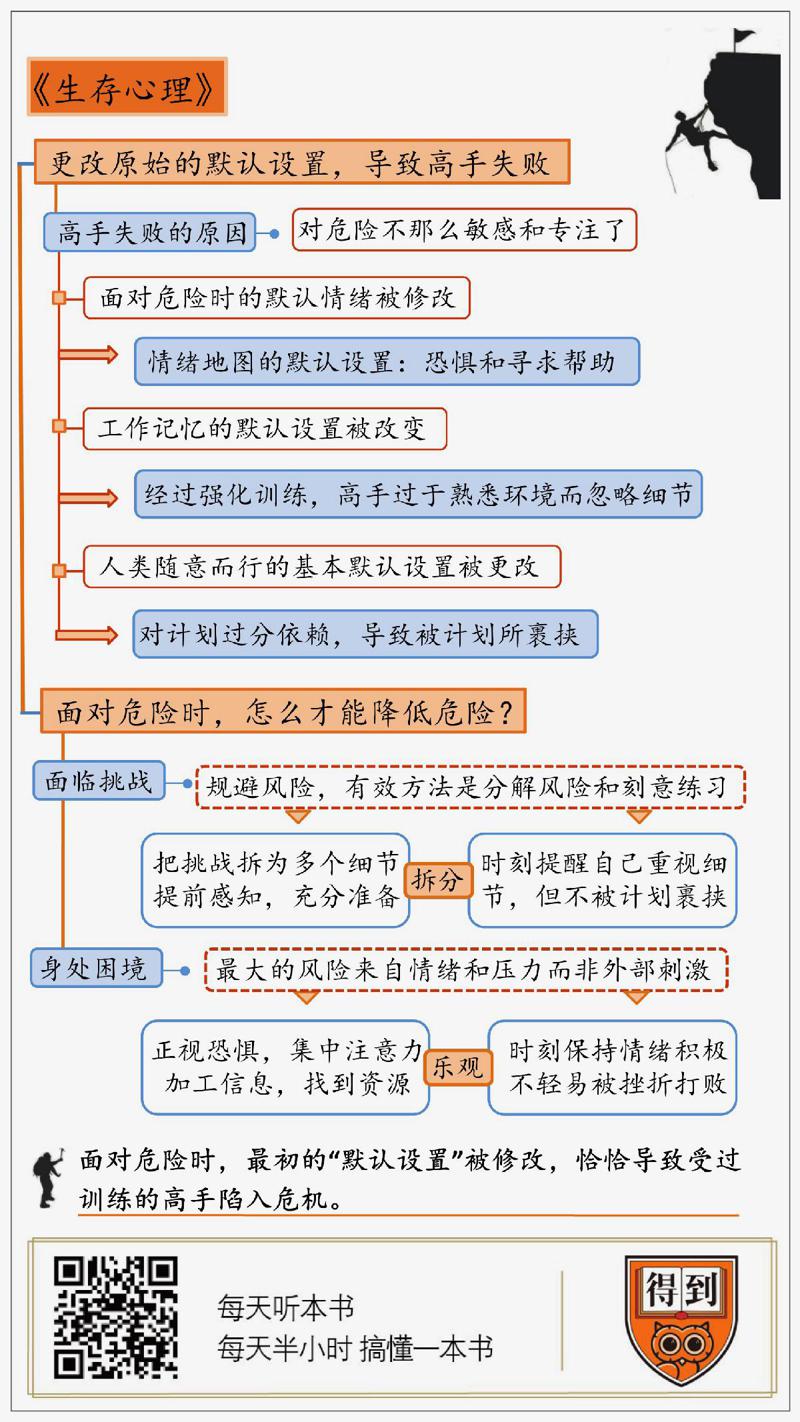 《生存心理》
更改原始的默认设置，导致高手失败
高手失败的原因
对危险不那么敏感和专注了
面对危险时的默认情绪被修改
情绪地图的默认设置：恐惧和寻求帮助
工作记忆的默认设置被改变
经过强化训练，高手过于熟悉环境而忽略细节
人类随意而行的基本默认设置被更改
对计划过分依赖，导致被计划所裹挟
面对危险时，怎么才能降低危险？
面临挑战
规避风险，有效方法是分解风险和刻意练习
把挑战拆为多个细节
提前感知，充分准备
拆分
时刻提醒自己重视细
节，但不被计划裹挟
身处困境
最大的风险来自情绪和压力而非外部刺激
正视恐惧，集中注意力
加工信息，找到资源
乐观
时刻保持情绪积极
不轻易被挫折打败
面对危险时，最初的“默认设置”被修改，恰恰导致受过
训练的高手陷入危机。
每天听本书
每天半小时 搞懂一本书
得到